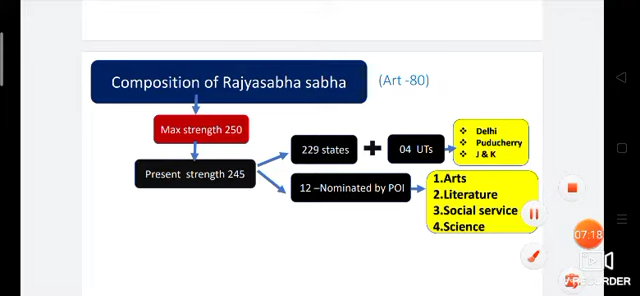 Composition of Rajyasabha sabha
(Art -80)
Max strength 250
229 states
04 UTs
❖ Delhi
❖ Puducherry
❖ J & K
Present strength 245
12 –Nominated by POI
1.Arts
2.Literature
3.Social service
4.Science
07:18
RECORDER